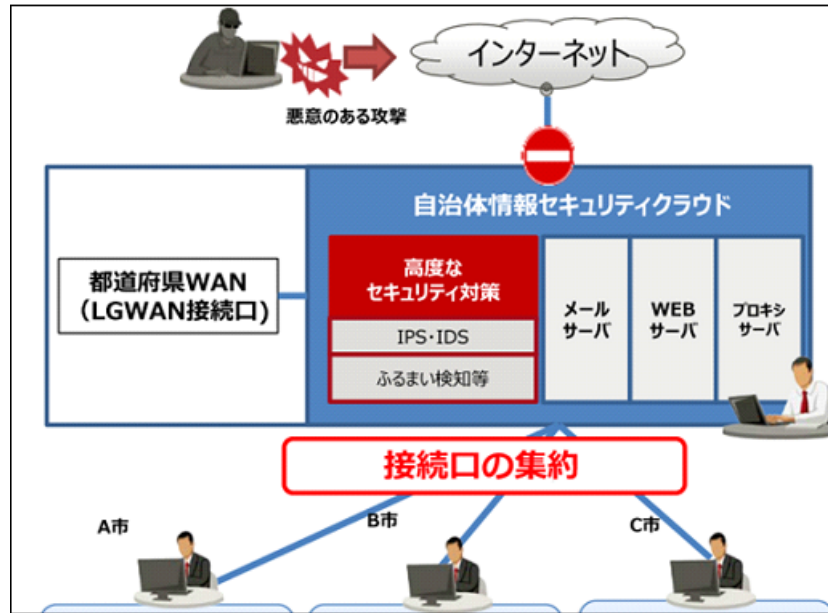 インターネット
悪意のある攻撃
自治体情報セキュリティクラウド
都道府県WAN
（LGWAN接続口)
高度な
セキュリティ対策
IPS・IDS
ふるまい検知等
メール
サーバ
WEB
サーバ
プロキシ
サーバ
接続口の集約
A市
B市
C市